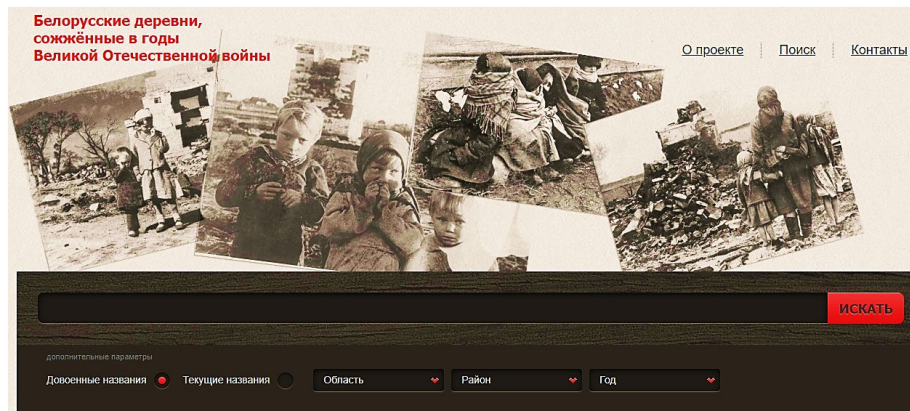 Белорусские деревни,
сожжённые в годы
Великой Отечественной войны
О проекте
Поиск
Контакты
ИСКАТЬ
дополнительные параметры
Довоенные названия
Текущие названия
Область
Район
Год